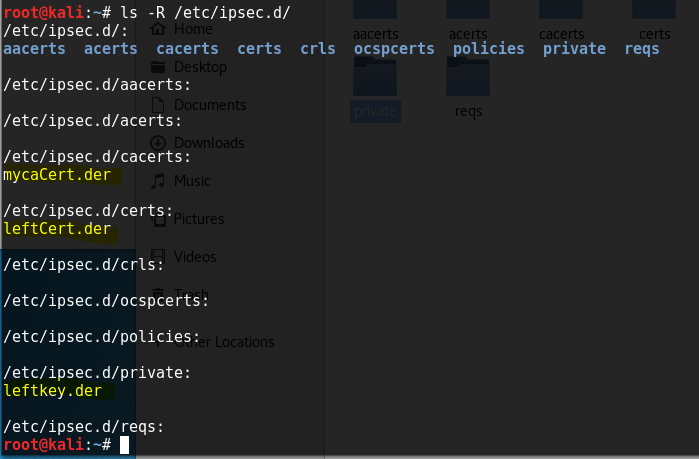 root@kali:~# ls -R /etc/ipsec.d/
/etc/ipsec.d/:
aacerts acerts cacerts certs crls ocspcerts policies private reqs
/etc/ipsec.d/aacerts:
/etc/ipsec.d/acerts:
/etc/ipsec.d/cacerts:
mycaCert.der
/etc/ipsec.d/certs:
leftCert.der
/etc/ipsec.d/crls:
/etc/ipsec.d/ocspcerts:
/etc/ipsec.d/policies:
/etc/ipsec.d/private:
leftkey.der
/etc/ipsec.d/reqs:
root@kali:~#
Home
Desktop
Documents
Downloads
Music
Pictures
Videos
Trash
Other Locations
aacerts acerts cacerts certs
private reqs